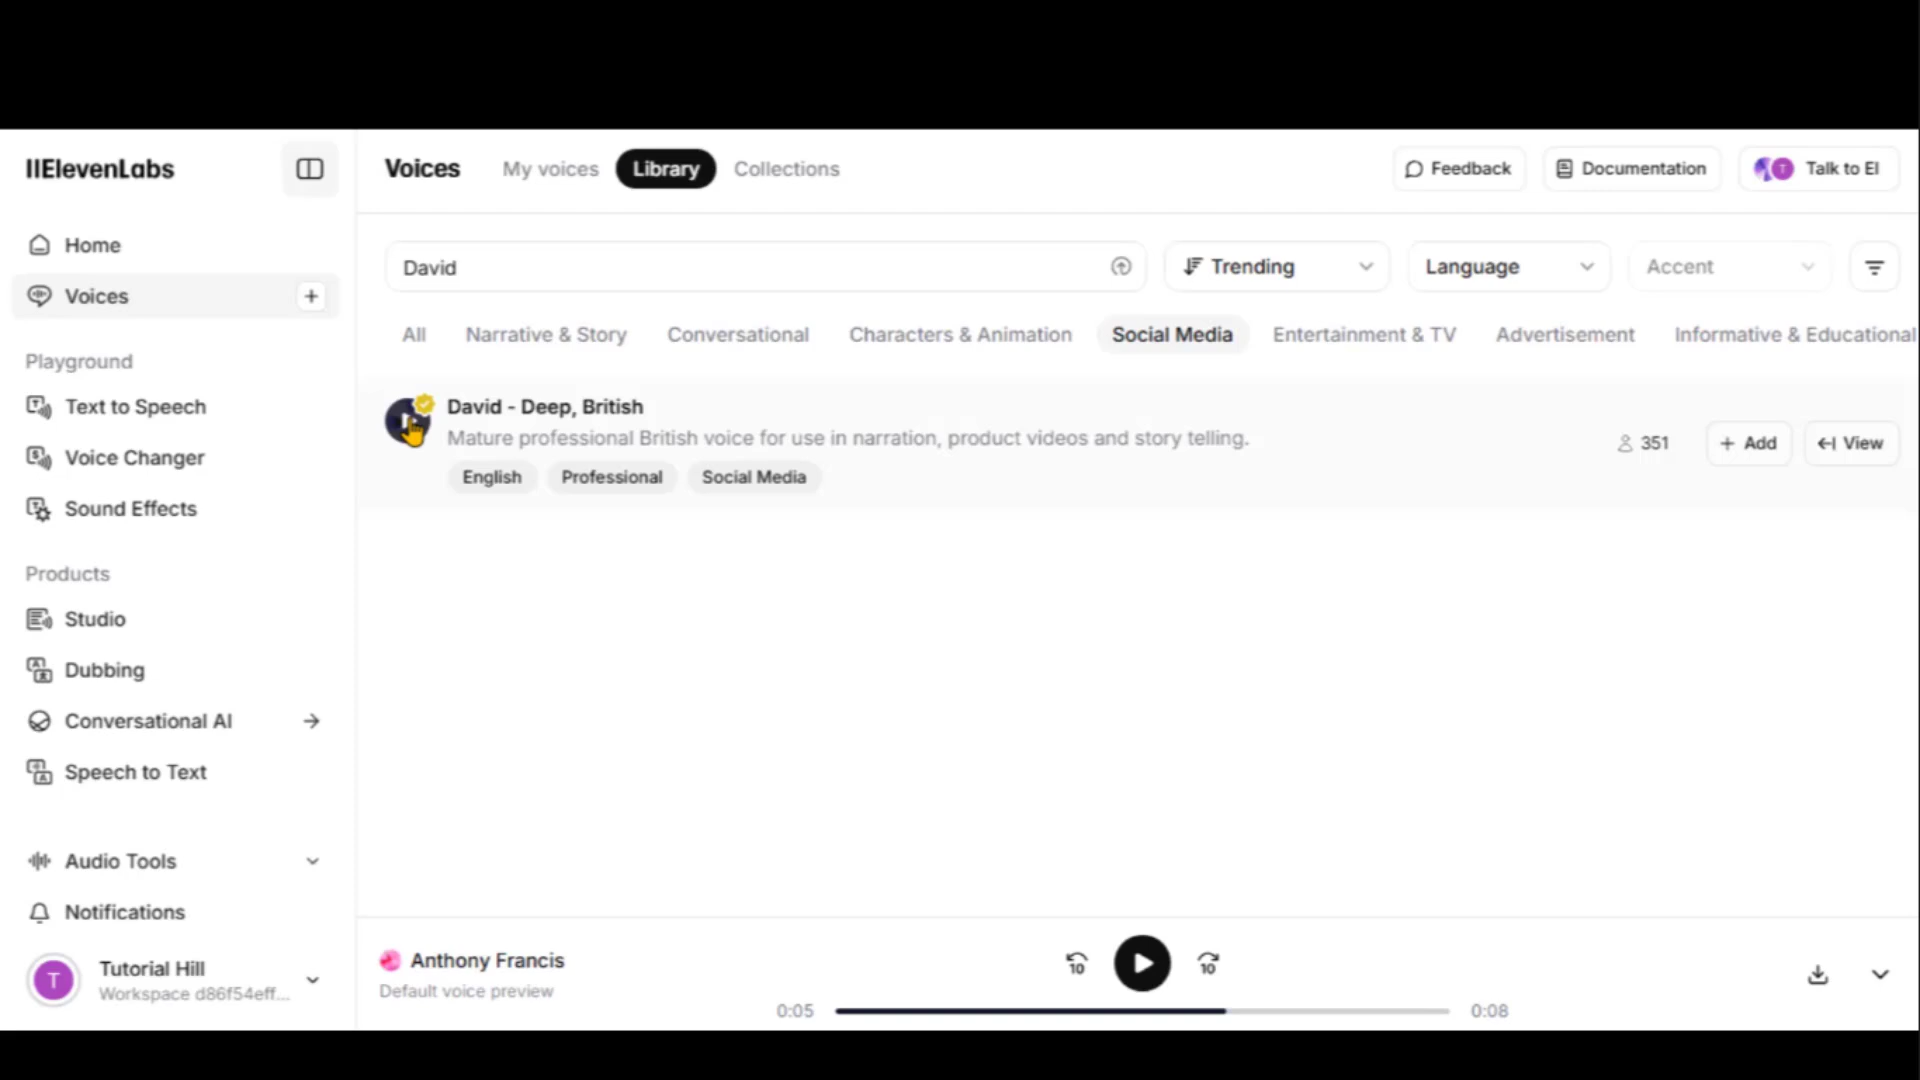 IIElevenLabs
Home
Voices
Playground
Text to Speech
Voice Changer
Sound Effects
Products
Studio
Dubbing
Conversational AI
Speech to Text
Audio Tools
Notifications
T
Tutorial Hill
Workspace d86f54eff...
Voices My voices Library Collections
Feedback Documentation T Talk to El
David Trending Language Accent
All Narrative & Story Conversational Characters & Animation Social Media Entertainment & TV Advertisement Informative & Educational
David - Deep, British
Mature professional British voice for use in narration, product videos and story telling.
English Professional Social Media
351 + Add View
Anthony Francis
Default voice preview
10 10
0:05 0:08